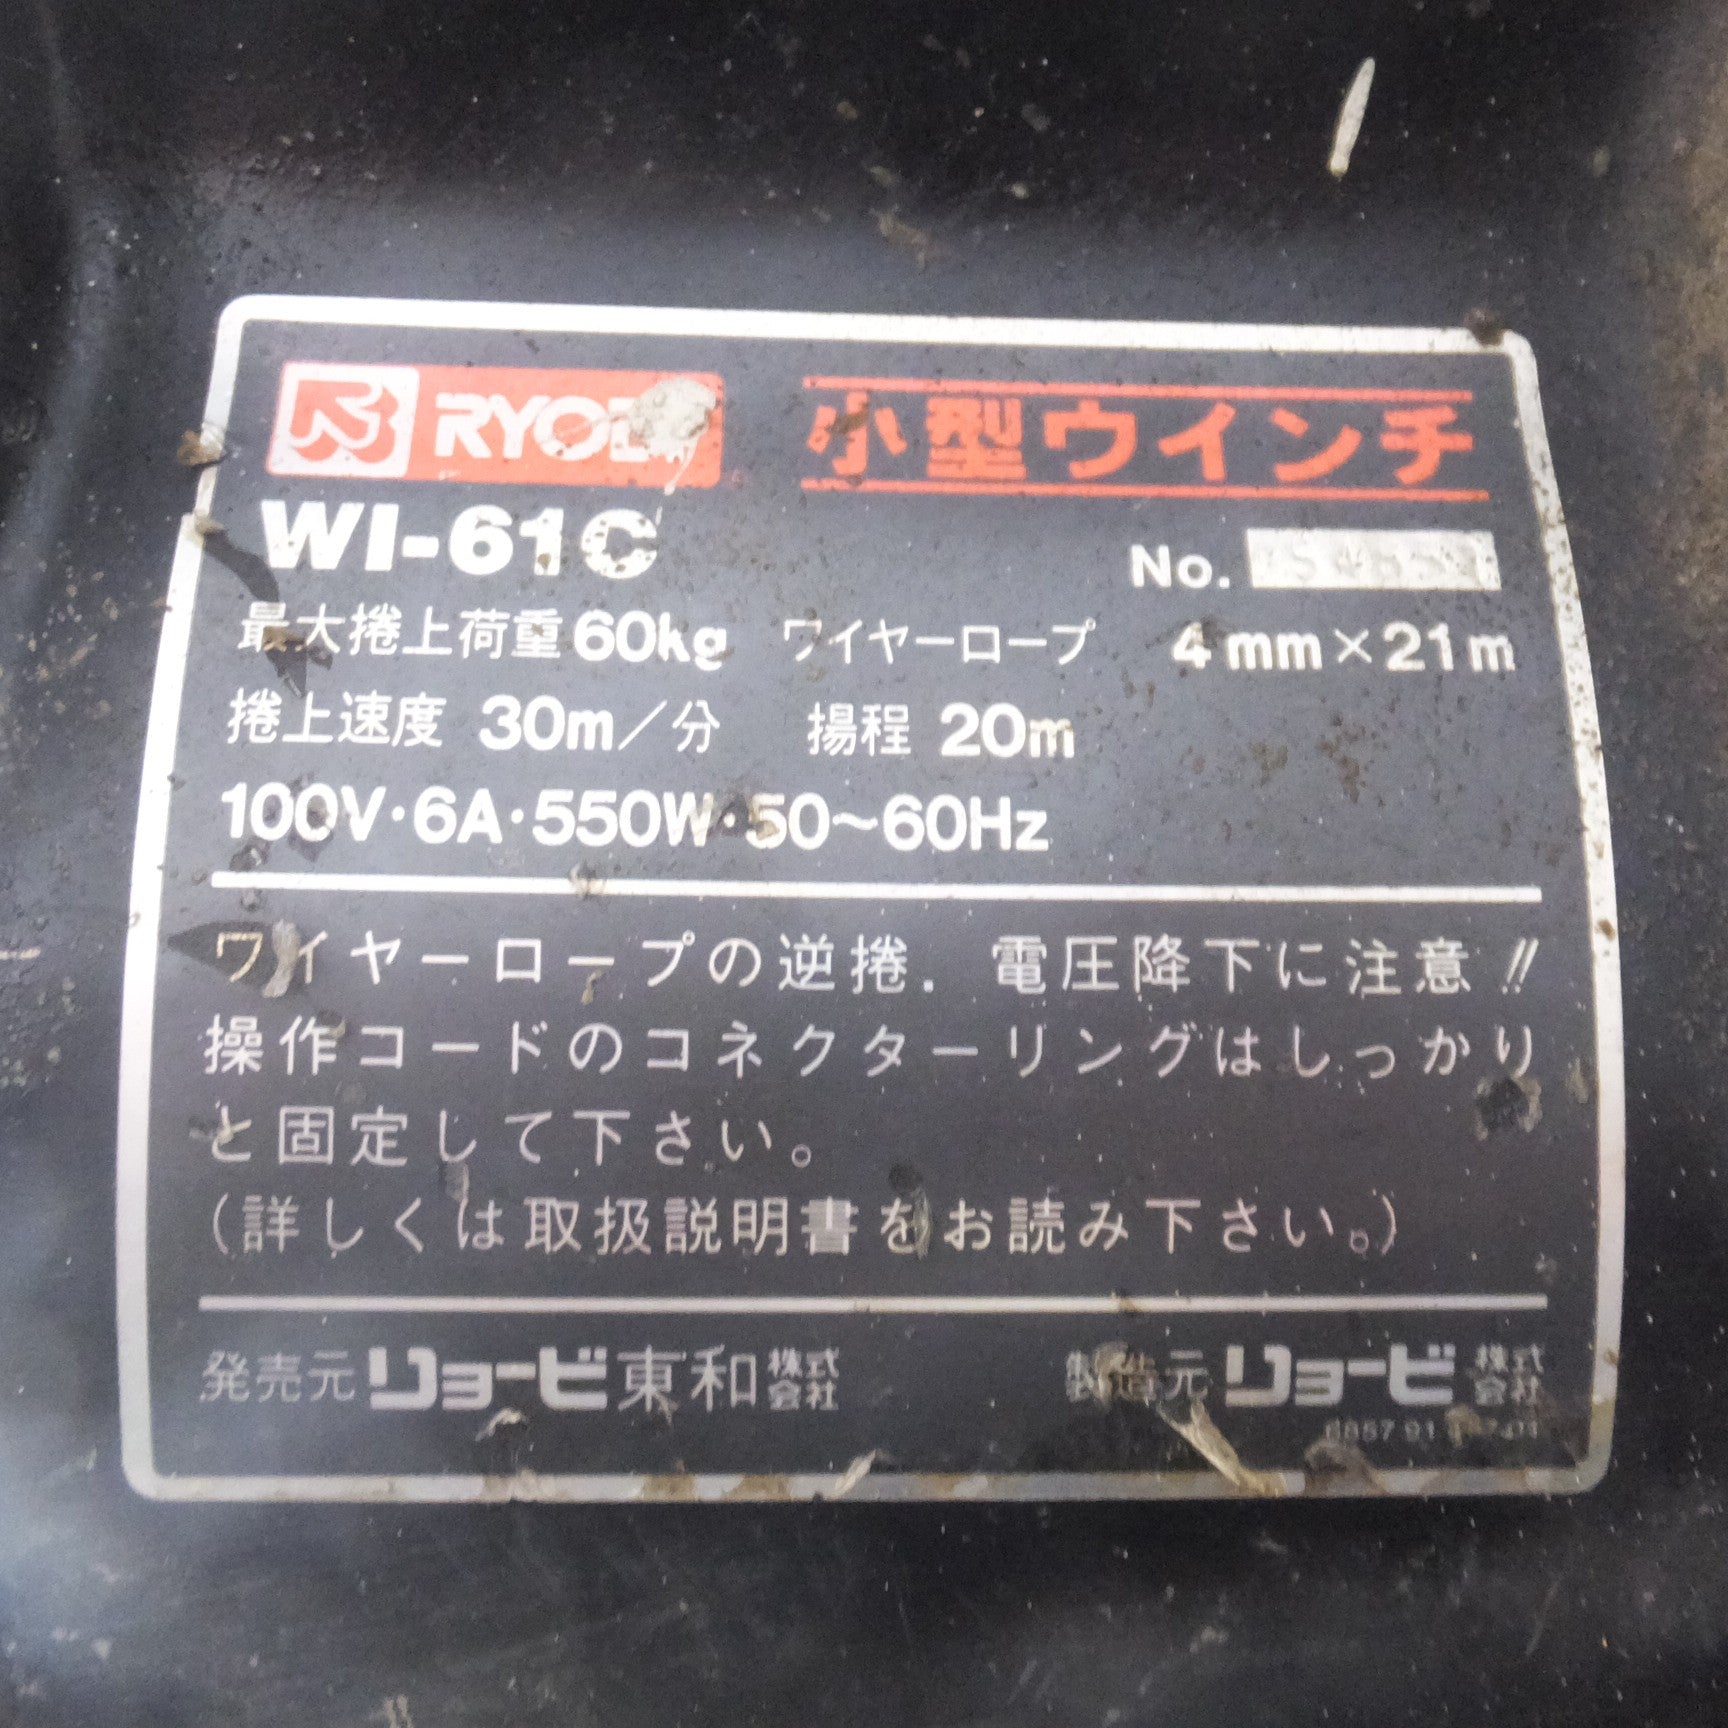 RYOBI 小型ウインチ
WI-61C No.
最大捲上荷重 60kg ワイヤーロープ 4mm×21m
捲上速度 30m/分 揚程 20m
100V・6A・550W・50~60Hz
ワイヤーロープの逆捲. 電圧降下に注意!!
操作コードのコネクターリングはしっかり
と固定して下さい。
(詳しくは取扱説明書をお読み下さい。)
発売元 リョービ東和株式会社 製造元 リョービ株式会社